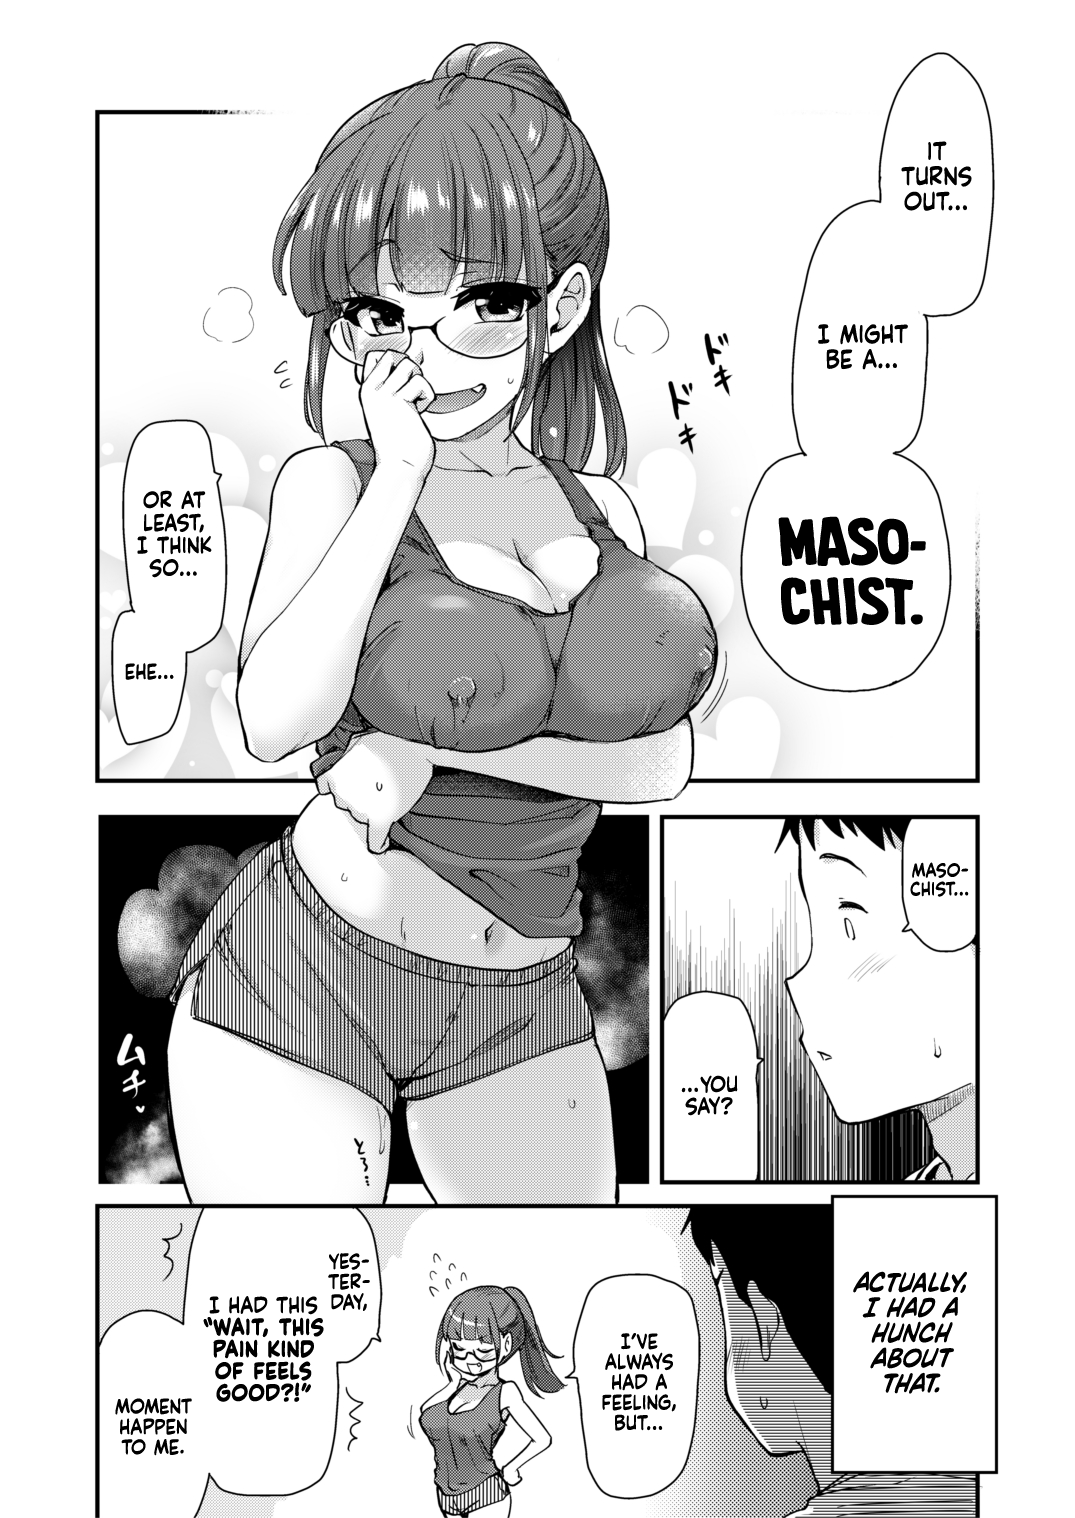 IT
TURNS
OUT...
I MIGHT
BE A...
MASO-
CHIST.
ドキ
ドキ
OR AT
LEAST,
I THINK
SO...
EHE...
MASO-
CHIST...
...YOU
SAY?
ムチ
とろ...
ACTUALLY,
I HAD A
HUNCH
ABOUT
THAT.
I'VE
ALWAYS
HAD A
FEELING,
BUT...
YES-
TER-
DAY,
I HAD THIS
"WAIT, THIS
PAIN KIND
OF FEELS
GOOD?!"
MOMENT
HAPPEN
TO ME.